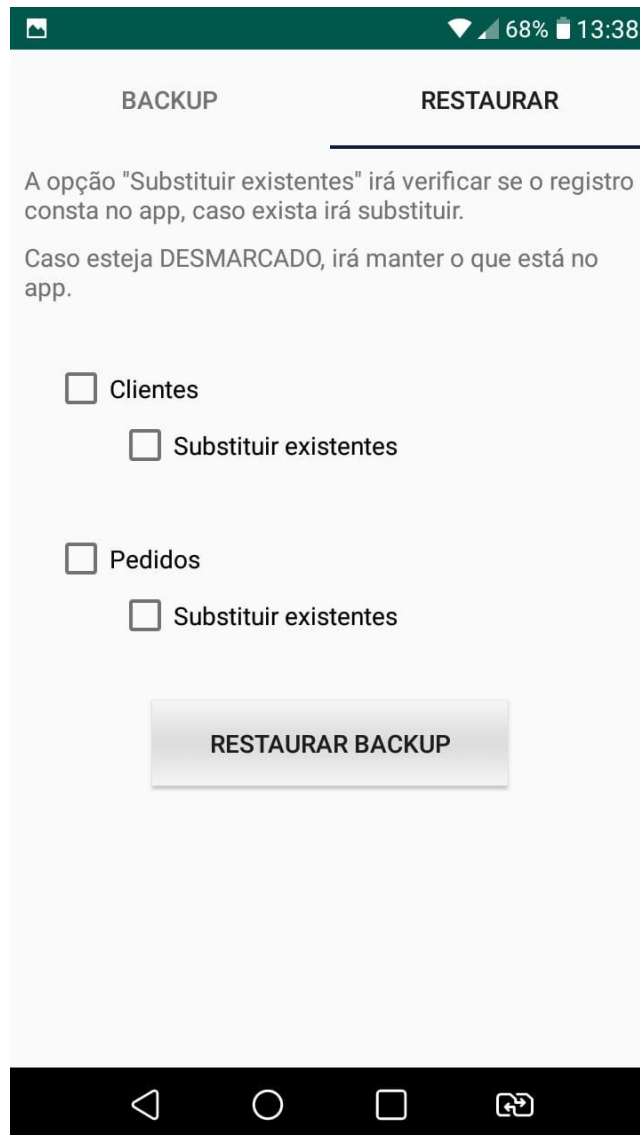 68% 13:38
BACKUP RESTAURAR
A opção "Substituir existentes" irá verificar se o registro
consta no app, caso exista irá substituir.
Caso esteja DESMARCADO, irá manter o que está no
app.
Clientes
Substituir existentes
Pedidos
Substituir existentes
RESTAURAR BACKUP